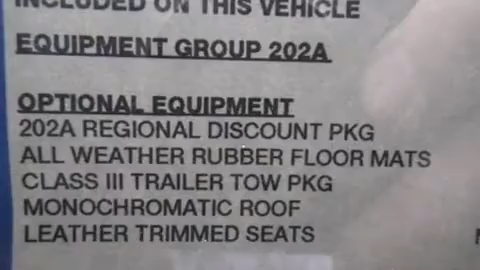 INCLUDED ON THIS VEHICLE
EQUIPMENT GROUP 202A
OPTIONAL EQUIPMENT
202A REGIONAL DISCOUNT PKG
ALL WEATHER RUBBER FLOOR MATS
CLASS III TRAILER TOW PKG
MONOCHROMATIC ROOF
LEATHER TRIMMED SEATS